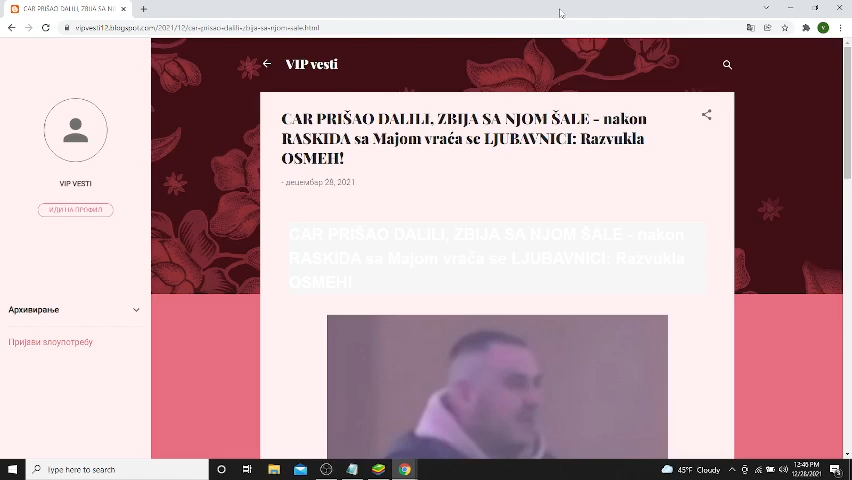 CAR PRIŠAO DALILI, ZBIJA SA NJ
vipvesti12.blogspot.com/2021/12/car-prisao-dalili-zbija-sa-njom-sale.html
VIP vesti
CAR PRIŠAO DALILI, ZBIJA SA NJOM ŠALE - nakon
RASKIDA sa Majom vraća se LJUBAVNICI: Razvukla
OSMEH!
- децембар 28, 2021
VIP VESTI
ИДИ НА ПРОФИЛ
CAR PRIŠAO DALILI, ZBIJA SA NJOM ŠALE - nakon
RASKIDA sa Majom vraća se LJUBAVNICI: Razvukla
OSMEH!
Архивирање
Пријави злоупотребу
Type here to search
45°F Cloudy
12:46 PM
12/28/2021